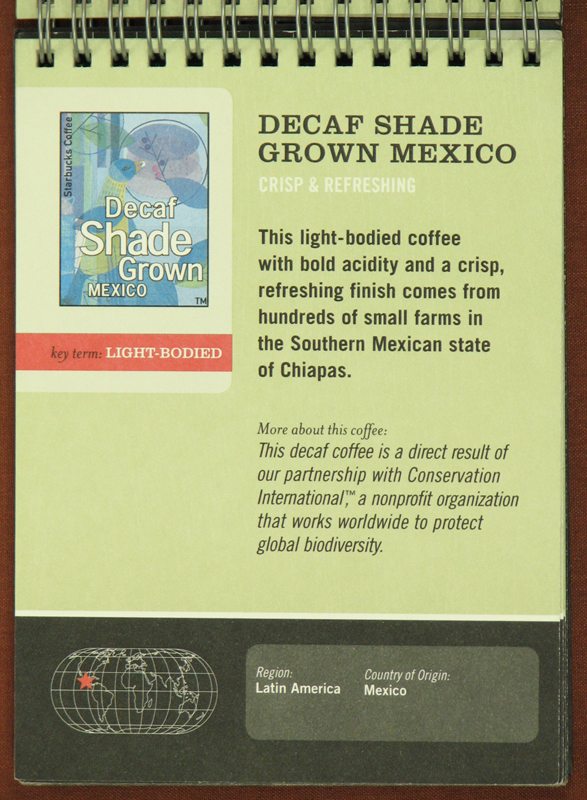 Starbucks Coffee
Decaf
Shade
Grown
MEXICO
TM
key term: LIGHT-BODIED
DECAF SHADE
GROWN MEXICO
CRISP & REFRESHING
This light-bodied coffee
with bold acidity and a crisp,
refreshing finish comes from
hundreds of small farms in
the Southern Mexican state
of Chiapas.
More about this coffee:
This decaf coffee is a direct result of
our partnership with Conservation
International,™ a nonprofit organization
that works worldwide to protect
global biodiversity.
Region:
Latin America
Country of Origin:
Mexico